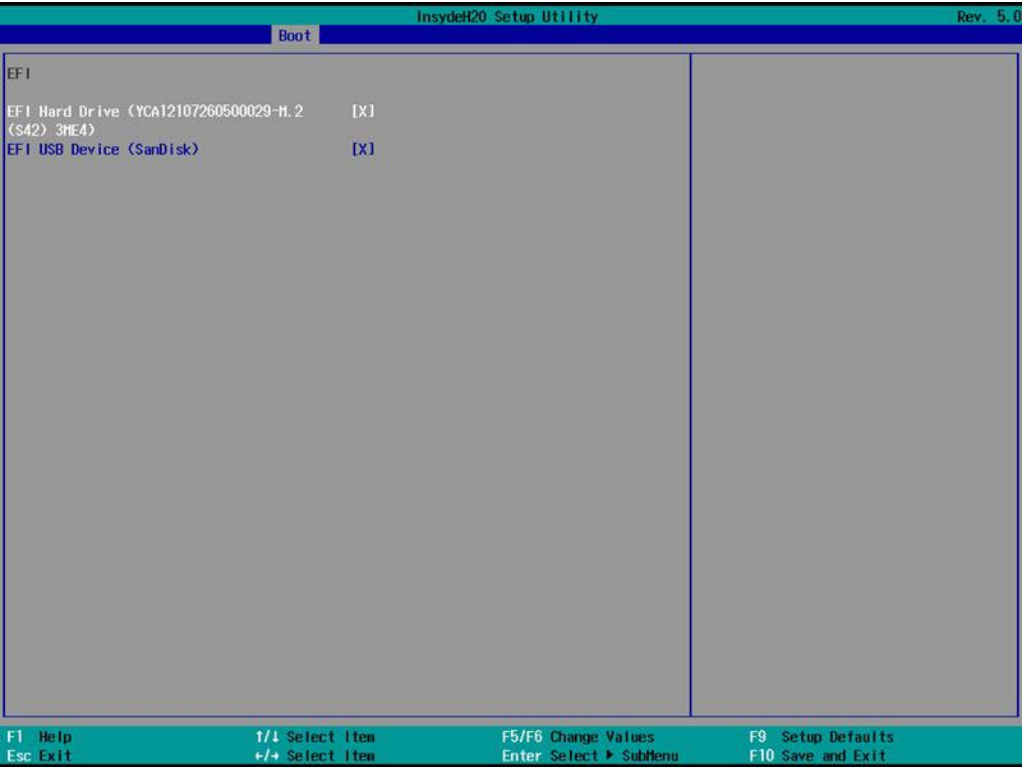 InsydeH20 Setup Utility Rev. 5.0
Boot
EFI
EFI Hard Drive (YCA12107260500029-M.2 [X]
(S42) 3ME4)
EFI USB Device (SanDisk) [X]
F1 Help ↑/↓ Select Item F5/F6 Change Values F9 Setup Defaults
Esc Exit ←/→ Select Item Enter Select ▶ SubMenu F10 Save and Exit